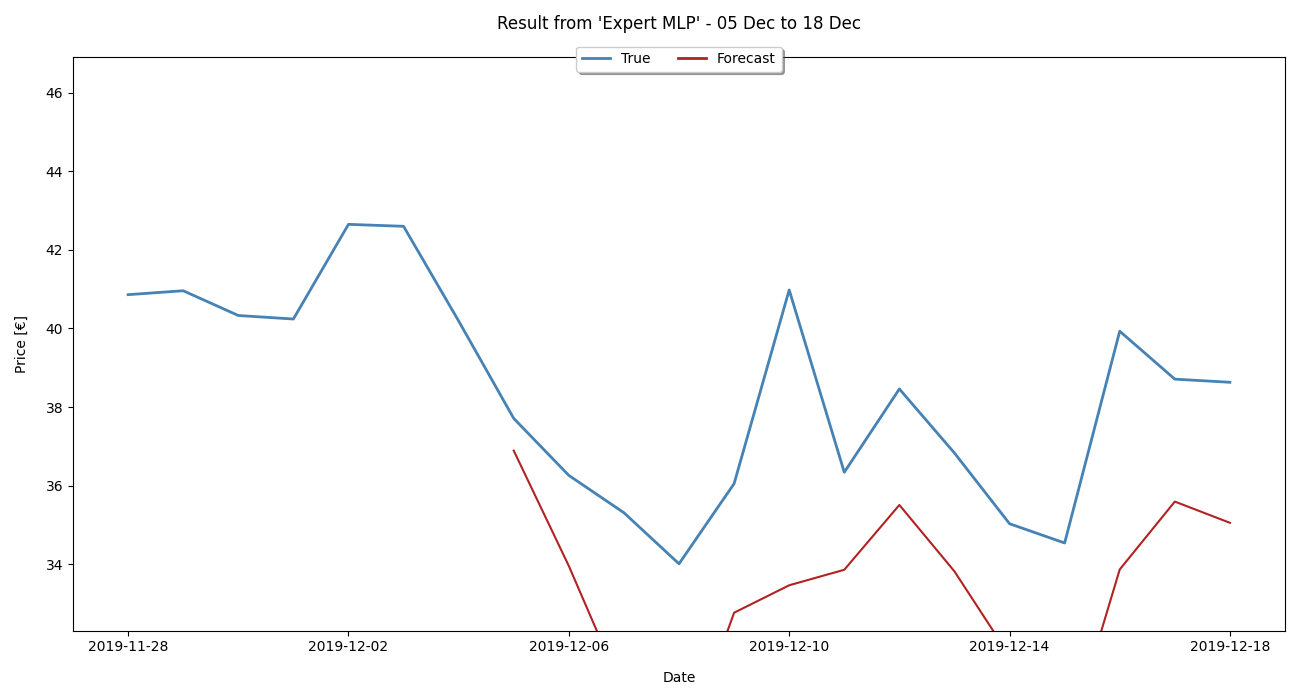 Result from 'Expert MLP' - 05 Dec to 18 Dec
True Forecast
46
44
42
40
38
36
34
Price [€]
2019-11-28 2019-12-02 2019-12-06 2019-12-10 2019-12-14 2019-12-18
Date